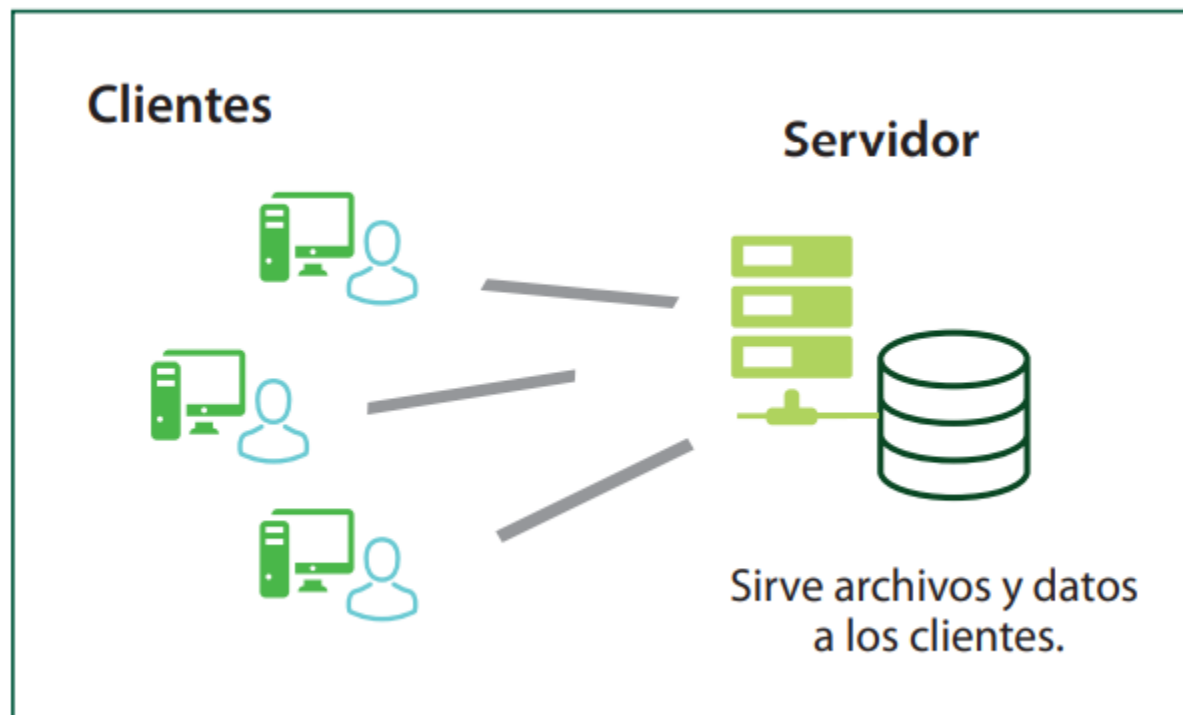 Clientes
Servidor
Sirve archivos y datos
a los clientes.